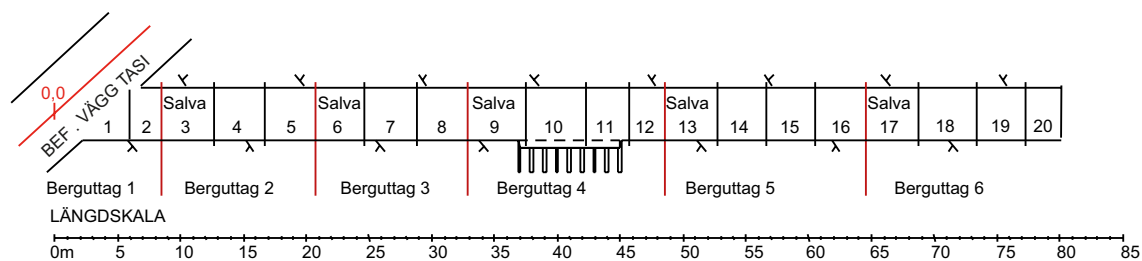 0,0
BEF. VÄGG TASI
Salva Salva Salva Salva Salva
1 2 3 4 5 6 7 8 9 10 11 12 13 14 15 16 17 18 19 20
Berguttag 1 Berguttag 2 Berguttag 3 Berguttag 4 Berguttag 5 Berguttag 6
LÄNGDSKALA
0m 5 10 15 20 25 30 35 40 45 50 55 60 65 70 75 80 85